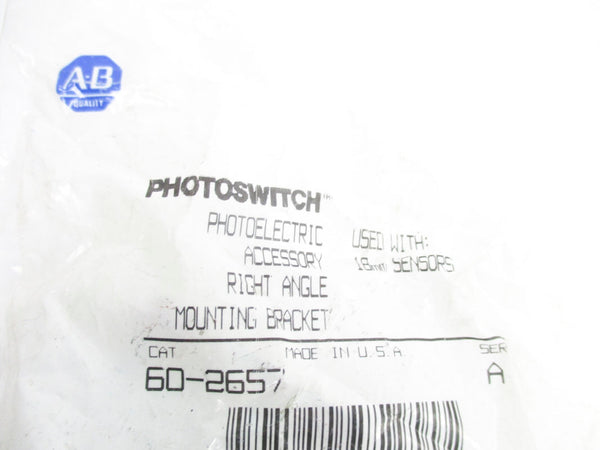 A-B
QUALITY
PHOTOSWITCH™
PHOTOELECTRIC
ACCESSORY
RIGHT ANGLE
MOUNTING BRACKET
USED WITH:
18mm SENSORS
CAT MADE IN U.S.A. SER
60-2657 A